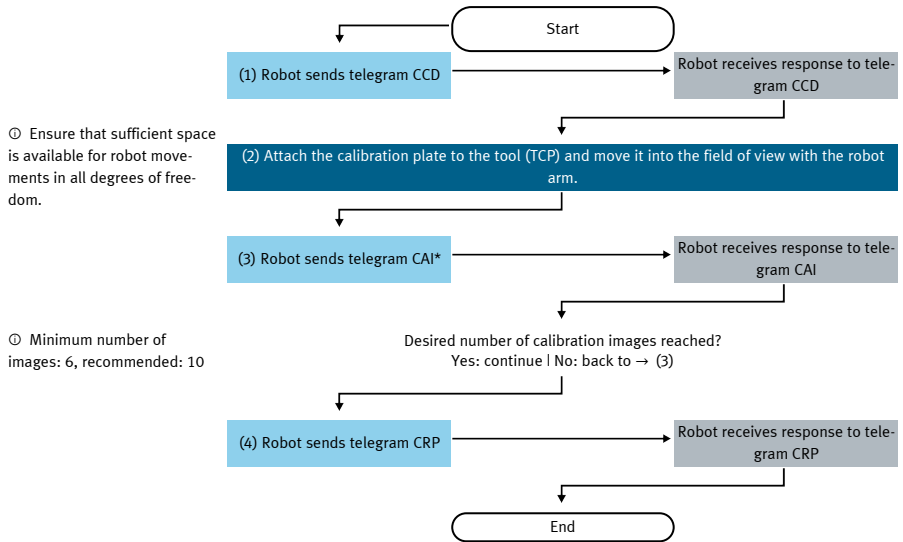 Start
(1) Robot sends telegram CCD
Robot receives response to tele-
gram CCD
ⓘ Ensure that sufficient space
is available for robot move-
ments in all degrees of free-
dom.
(2) Attach the calibration plate to the tool (TCP) and move it into the field of view with the robot
arm.
(3) Robot sends telegram CAI*
Robot receives response to tele-
gram CAI
ⓘ Minimum number of
images: 6, recommended: 10
Desired number of calibration images reached?
Yes: continue | No: back to → (3)
(4) Robot sends telegram CRP
Robot receives response to tele-
gram CRP
End